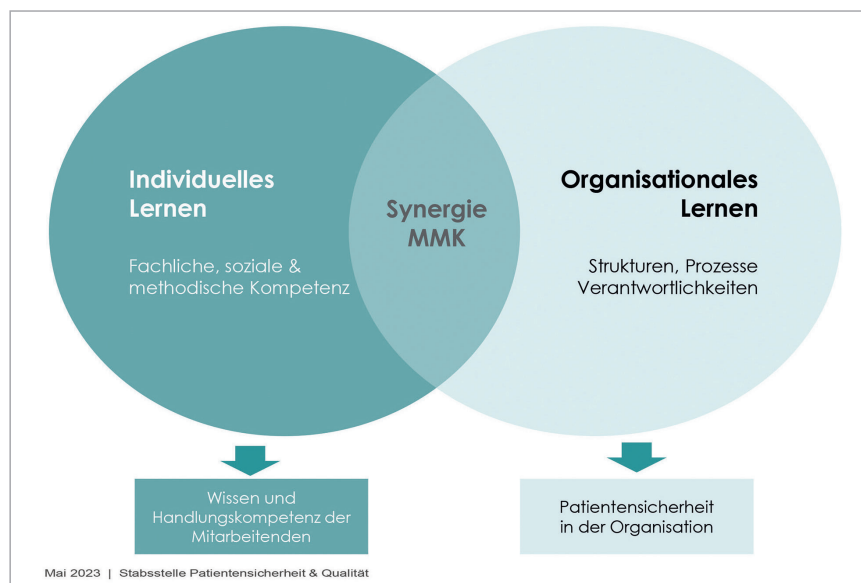 Individuelles
Lernen
Fachliche, soziale &
methodische Kompetenz
Synergie
MMK
Organisationales
Lernen
Strukturen, Prozesse
Verantwortlichkeiten
Wissen und
Handlungskompetenz der
Mitarbeitenden
Patientensicherheit
in der Organisation
Mai 2023 | Stabsstelle Patientensicherheit & Qualität